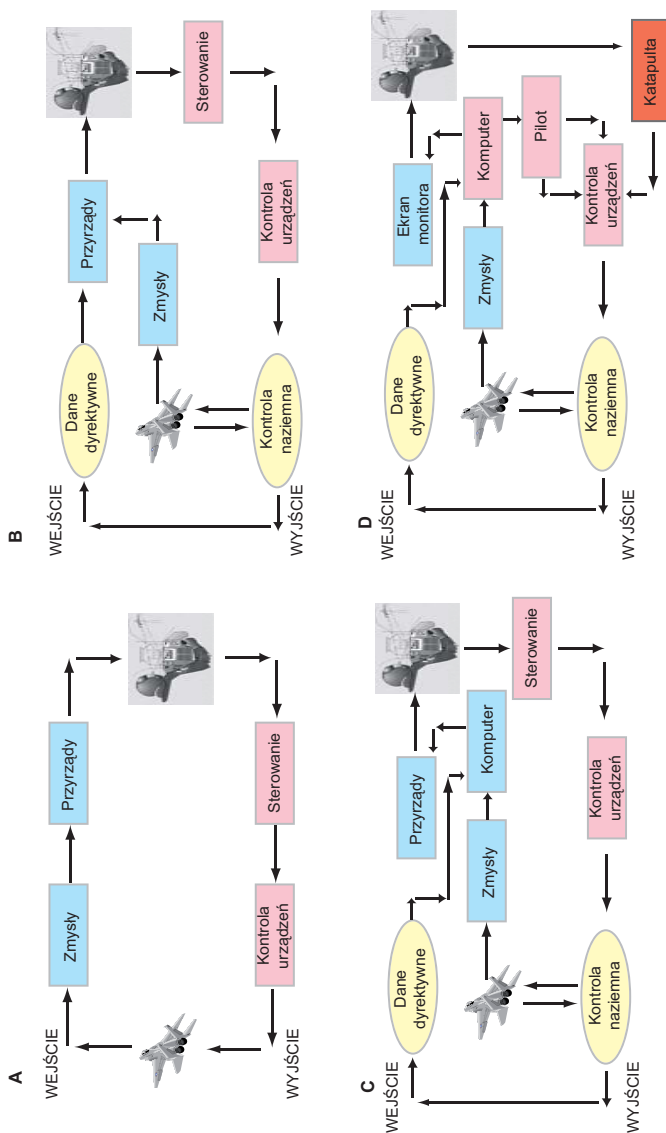 A
WEJŚCIE
Zmysły
Przyrządy
Sterowanie
Kontrola
urządzeń
WYJŚCIE
B
WEJŚCIE
Dane
dyrektywne
Przyrządy
Zmysły
Sterowanie
Kontrola
urządzeń
Kontrola
naziemna
WYJŚCIE
C
WEJŚCIE
Dane
dyrektywne
Przyrządy
Zmysły
Komputer
Sterowanie
Kontrola
urządzeń
Kontrola
naziemna
WYJŚCIE
D
WEJŚCIE
Dane
dyrektywne
Ekran
monitora
Zmysły
Komputer
Pilot
Kontrola
urządzeń
Katapulta
Kontrola
naziemna
WYJŚCIE